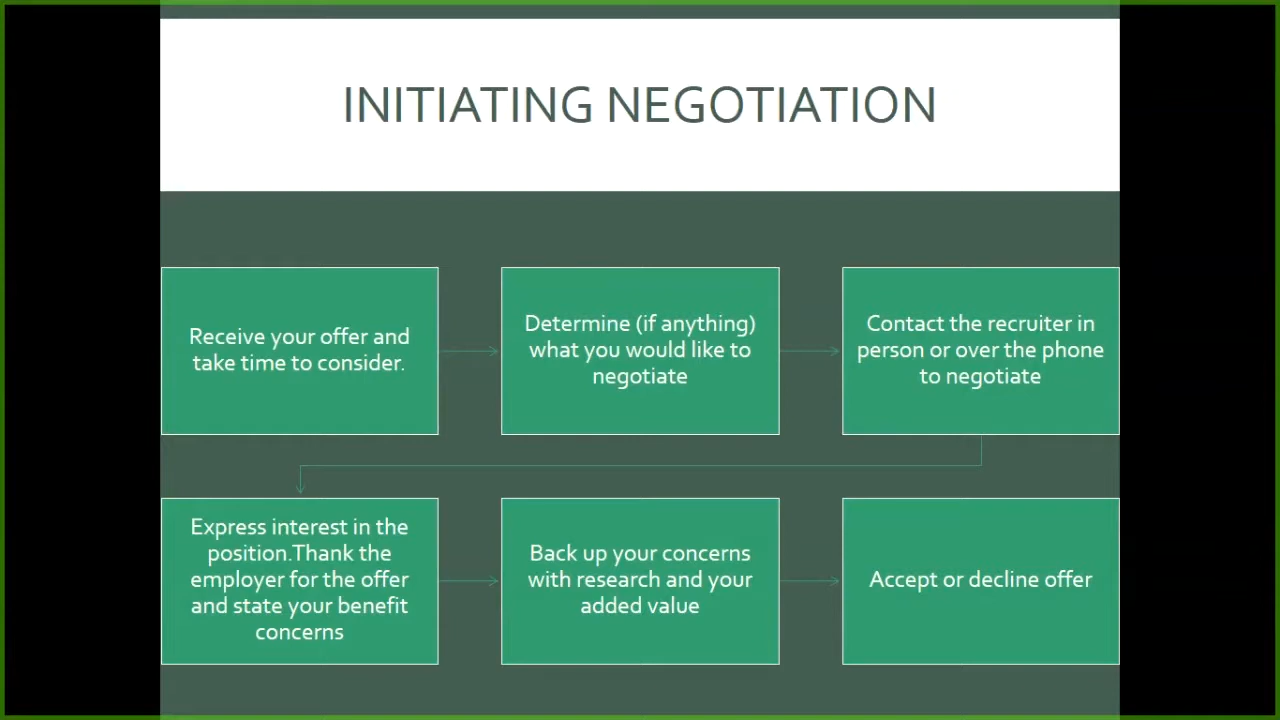 INITIATING NEGOTIATION
Receive your offer and
take time to consider.
Determine (if anything)
what you would like to
negotiate
Contact the recruiter in
person or over the phone
to negotiate
Express interest in the
position.Thank the
employer for the offer
and state your benefit
concerns
Back up your concerns
with research and your
added value
Accept or decline offer